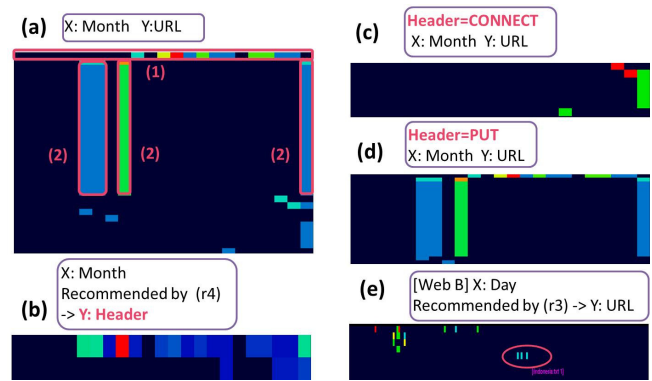 (a)
X: Month Y:URL
(1)
(2)
(2)
(2)
(b)
X: Month
Recommended by (r4)
-> Y: Header
(c)
Header=CONNECT
X: Month Y: URL
(d)
Header=PUT
X: Month Y: URL
(e)
[Web B] X: Day
Recommended by (r3) -> Y: URL